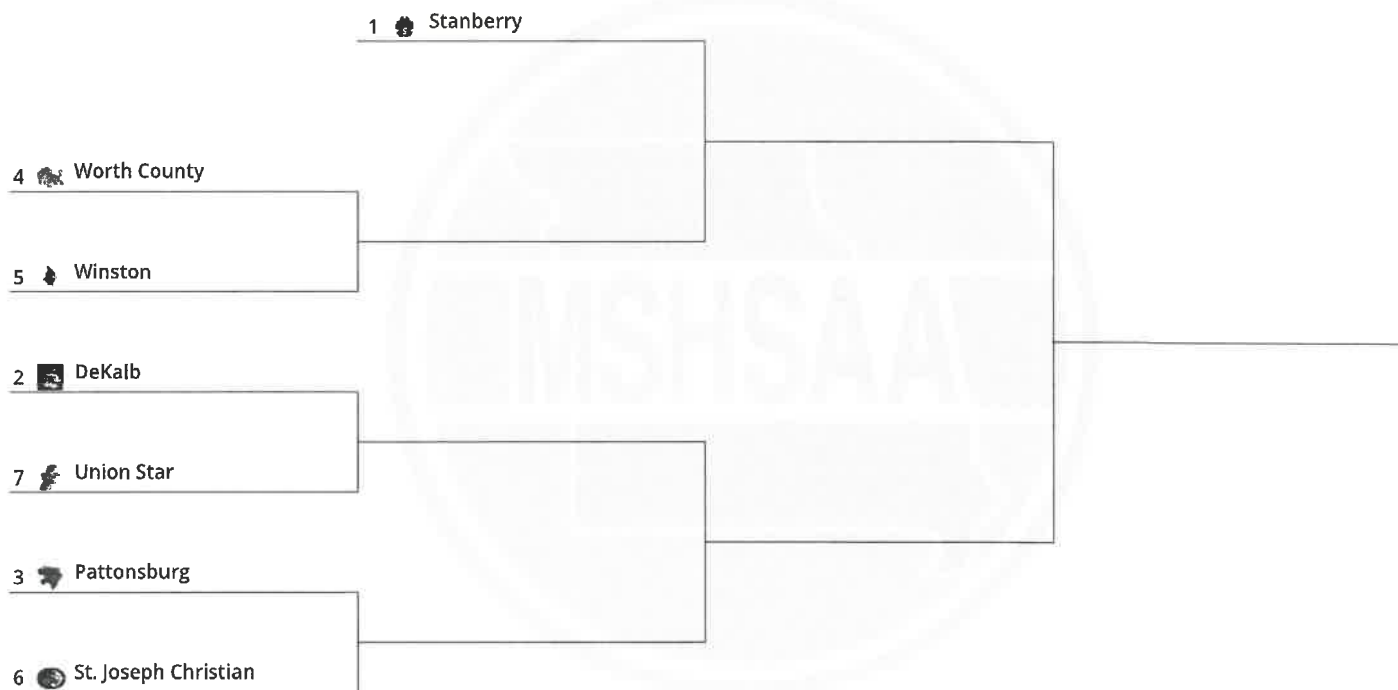 1 Stanberry
4 Worth County
5 Winston
2 DeKalb
7 Union Star
3 Pattonsburg
6 St. Joseph Christian
MSHSAA